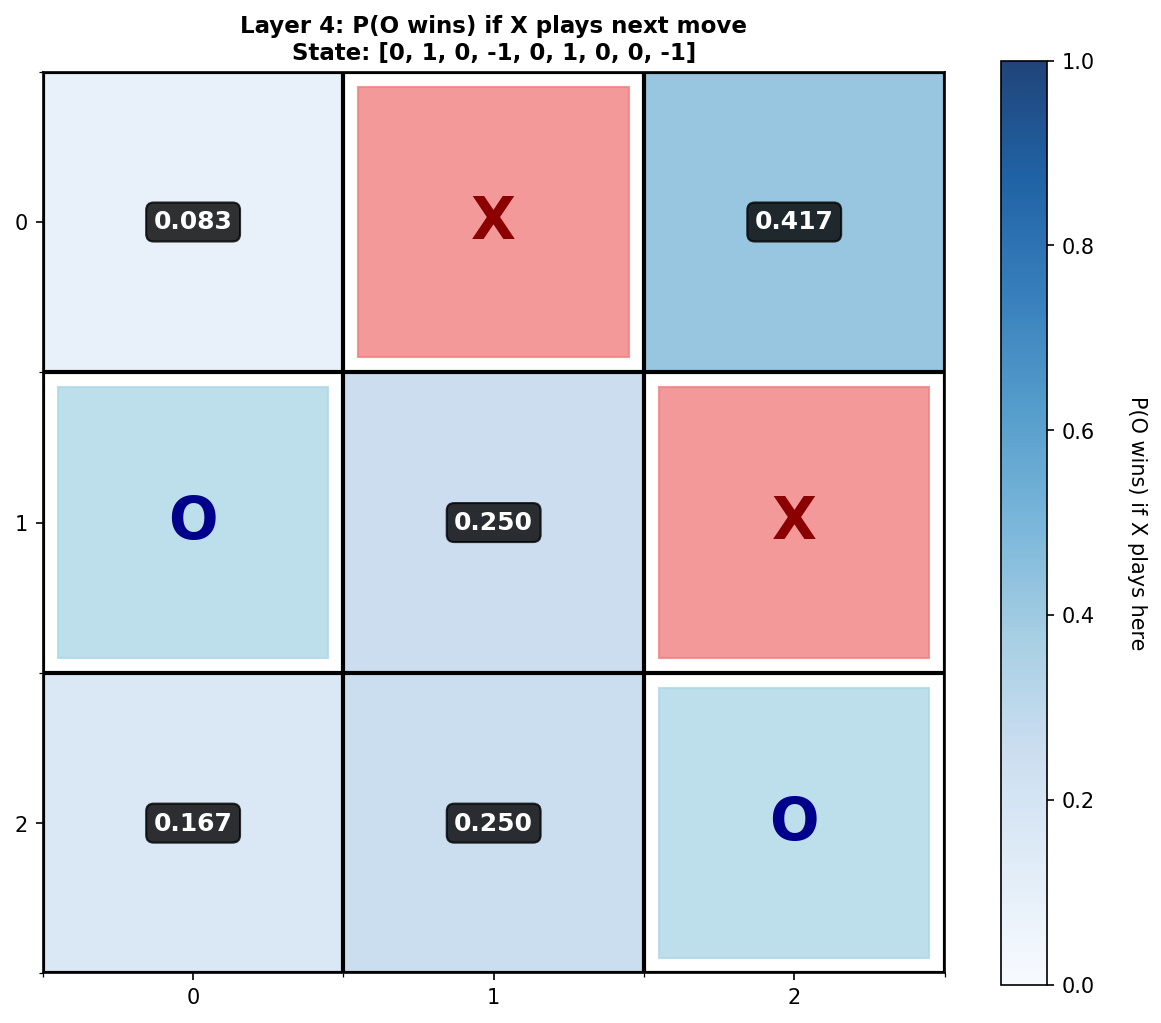 Layer 4: P(O wins) if X plays next move
State: [0, 1, 0, -1, 0, 1, 0, 0, -1]
0.083
X
0.417
O
0.250
X
0.167
0.250
O
0
1
2
0
1
2
1.0
0.8
0.6
0.4
0.2
0.0
P(O wins) if X plays here